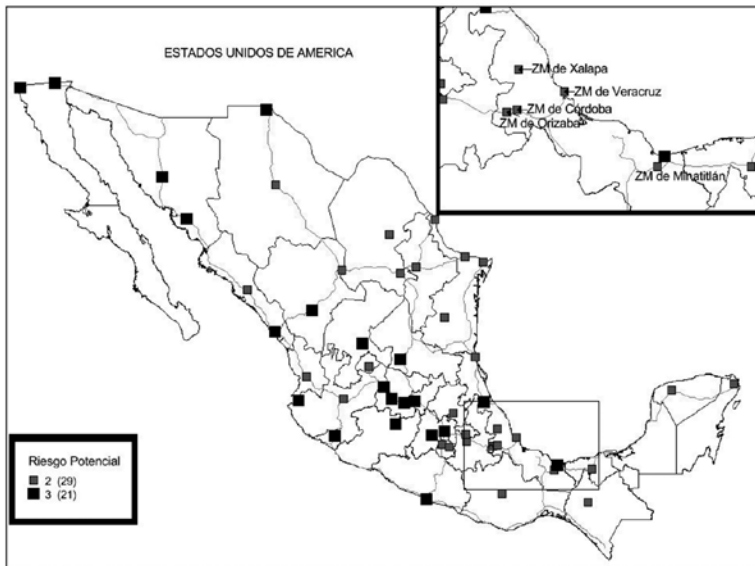 ESTADOS UNIDOS DE AMERICA
ZM de Xalapa
ZM de Veracruz
ZM de Córdoba
ZM de Orizaba
ZM de Minatitlán
Riesgo Potencial
2 (29)
3 (21)